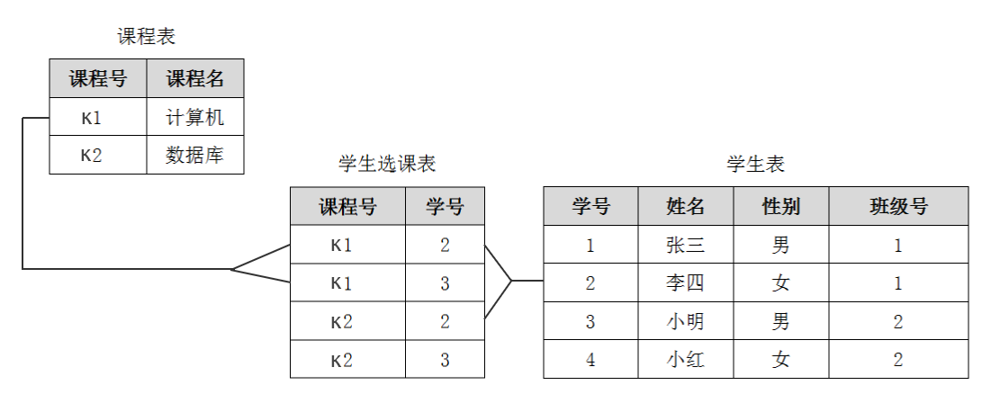 课程表
课程号 课程名
K1 计算机
K2 数据库
学生选课表
课程号 学号
K1 2
K1 3
K2 2
K2 3
学生表
学号 姓名 性别 班级号
1 张三 男 1
2 李四 女 1
3 小明 男 2
4 小红 女 2